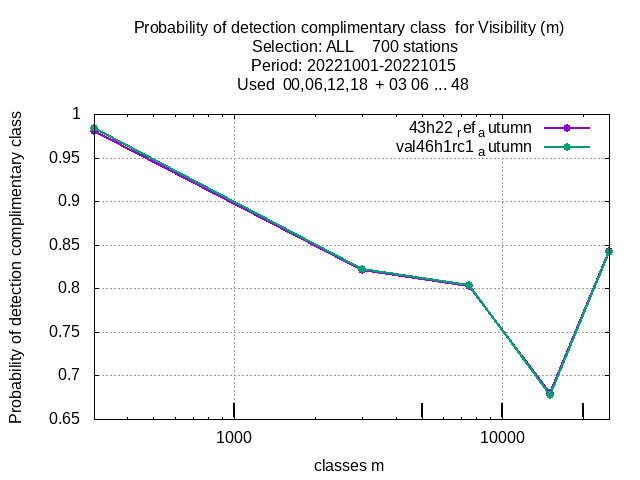 Probability of detection complimentary class  for Visibility (m)
Selection: ALL    700 stations
Period: 20221001-20221015
Used  00,06,12,18  + 03 06 ... 48
Probability of detection complimentary class
1
0.95
0.9
0.85
0.8
0.75
0.7
0.65
43h22 ref autumn
val46h1rc1 autumn
1000
10000
classes m